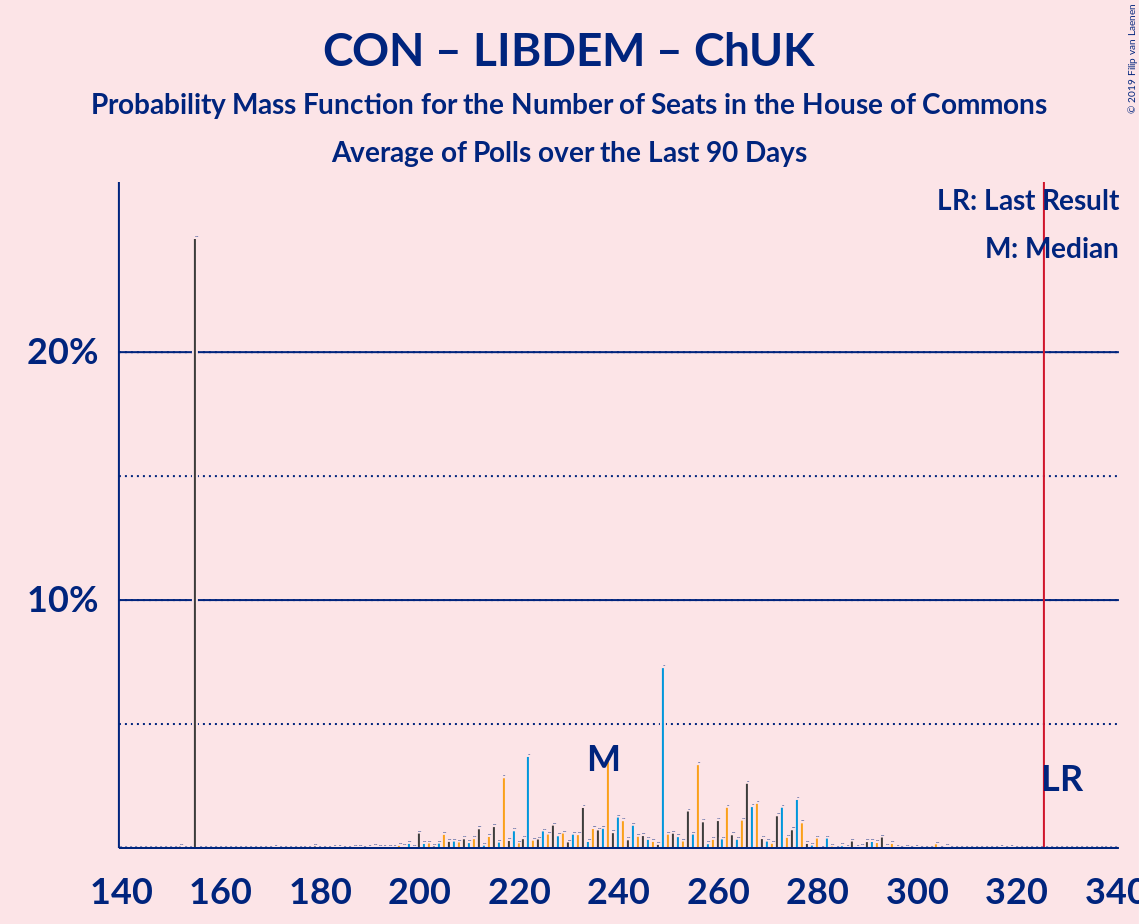 CON – LIBDEM – ChUK
Probability Mass Function for the Number of Seats in the House of Commons
Average of Polls over the Last 90 Days
© 2019 Filip van Laenen
LR: Last Result
M: Median
20%
10%
M
LR
140 160 180 200 220 240 260 280 300 320 340